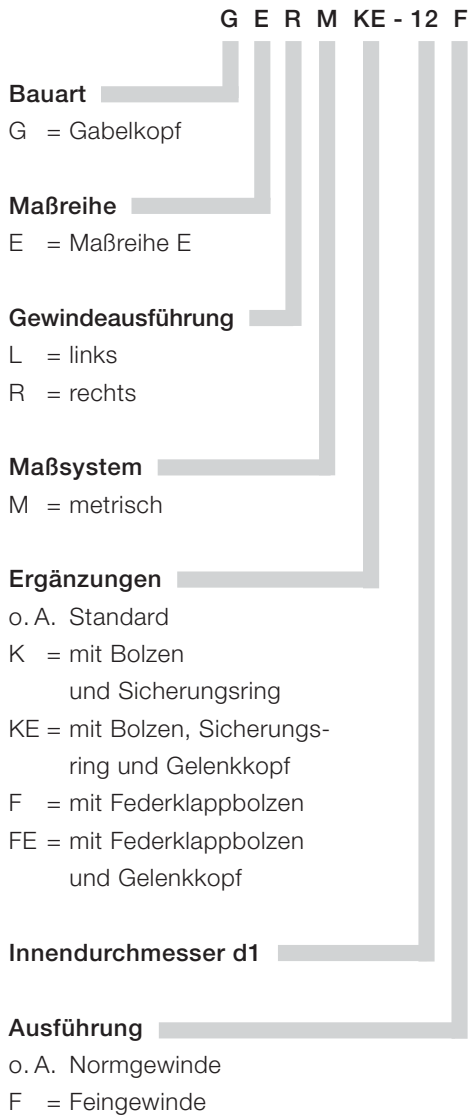 G E R M KE - 12 F
Bauart
G = Gabelkopf
Maßreihe
E = Maßreihe E
Gewindeausführung
L = links
R = rechts
Maßsystem
M = metrisch
Ergänzungen
o. A. Standard
K = mit Bolzen
und Sicherungsring
KE = mit Bolzen, Sicherungs-
ring und Gelenkkopf
F = mit Federklappbolzen
FE = mit Federklappbolzen
und Gelenkkopf
Innendurchmesser d1
Ausführung
o. A. Normgewinde
F = Feingewinde